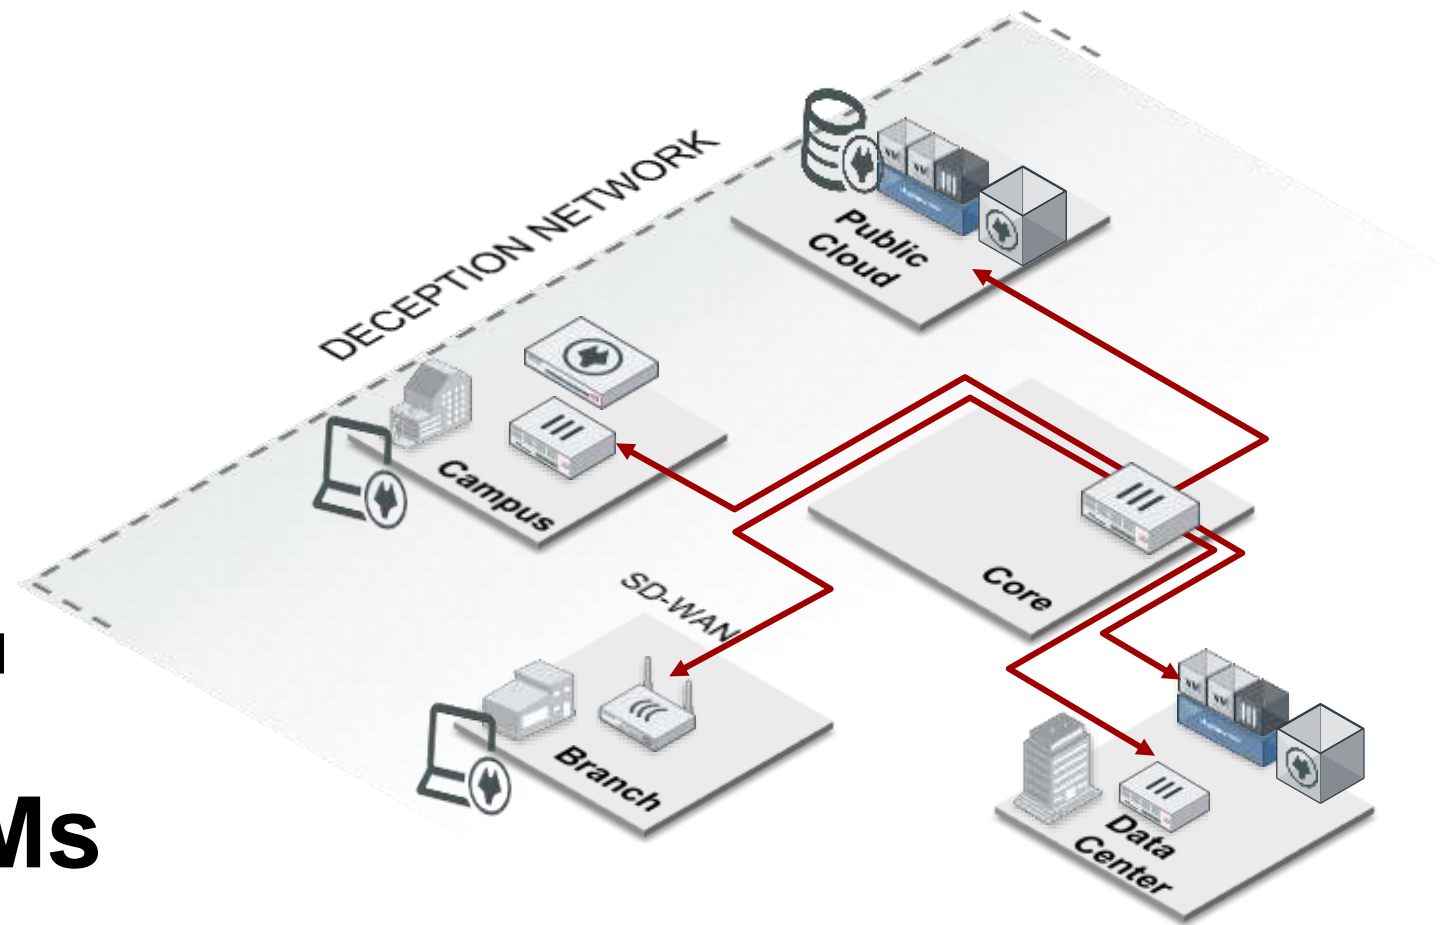 DECEPTION NETWORK
Public
Cloud
Campus
Core
SD-WAN
Branch
Data
Center
Ms